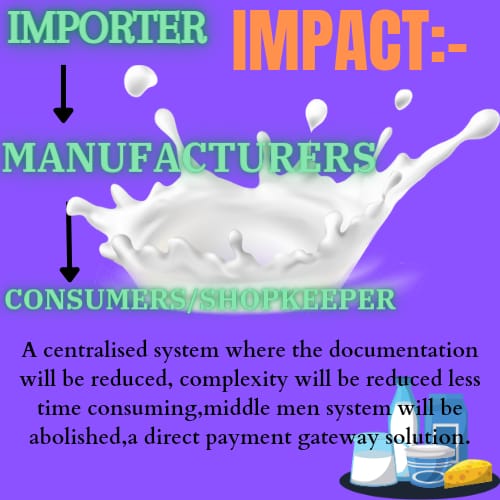 IMPORTER
IMPACT:-
MANUFACTURERS
CONSUMERS/SHOPKEEPER
A centralised system where the documentation
will be reduced, complexity will be reduced less
time consuming,middle men system will be
abolished,a direct payment gateway solution.